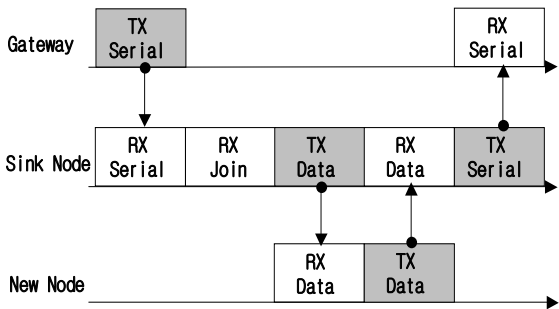 Gateway
TX
Serial
RX
Serial
Sink Node
RX
Serial
RX
Join
TX
Data
RX
Data
TX
Serial
New Node
RX
Data
TX
Data